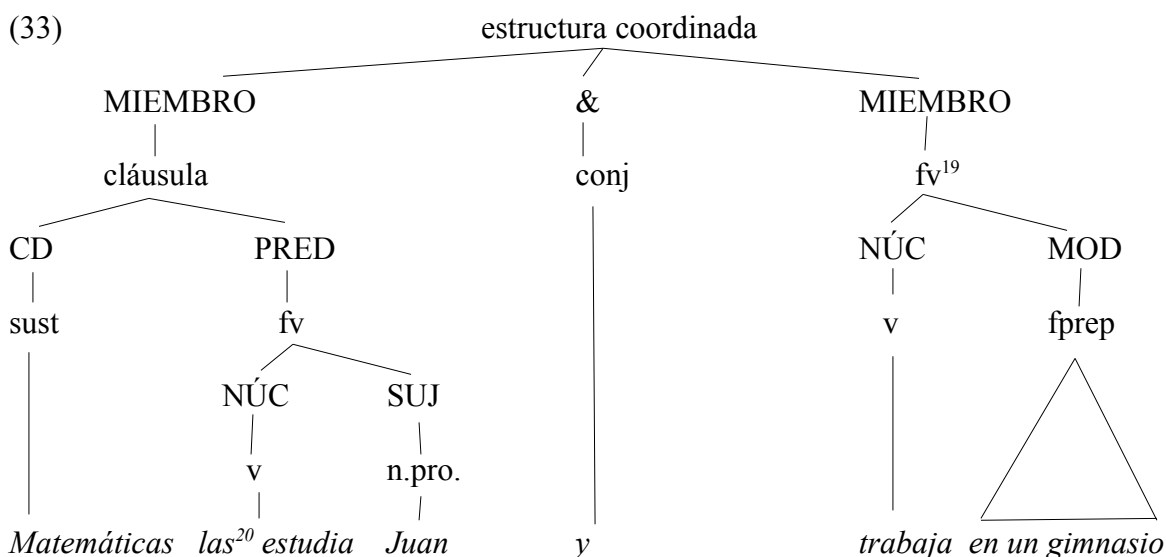 (33) estructura coordinada
MIEMBRO & MIEMBRO
cláusula conj fv19
CD PRED NÚC MOD
sust fv v fprep
NÚC SUJ
v n.pro.
Matemáticas las20 estudia Juan y trabaja en un gimnasio